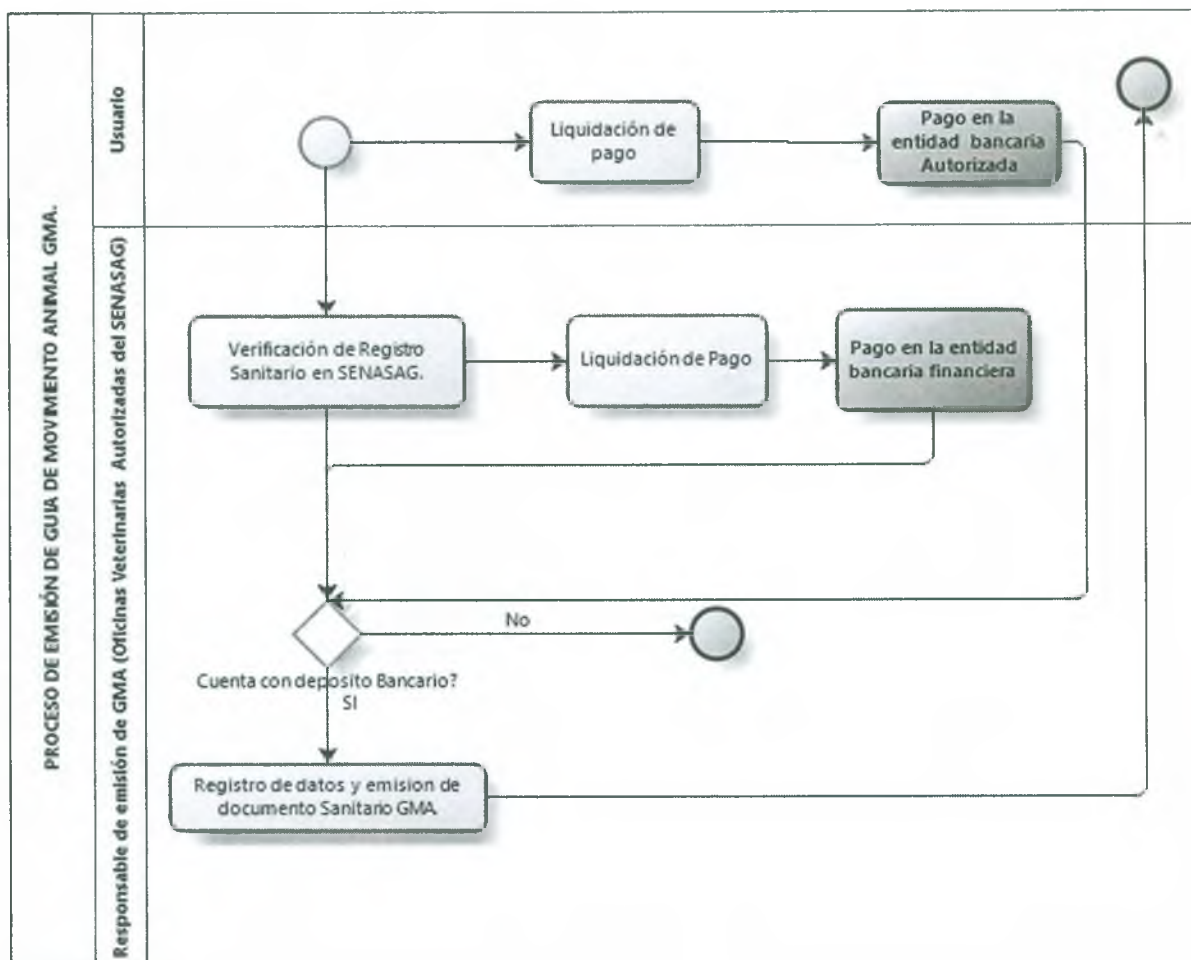 PROCESO DE EMISIÓN DE GUIA DE MOVIMENTO ANIMAL GMA.
Usuario
Liquidación de
pago
Pago en la
entidad bancaria
Autorizada
Responsable de emisión de GMA (Oficinas Veterinarias Autorizadas del SENASAG)
Verificación de Registro
Sanitario en SENASAG.
Liquidación de Pago
Pago en la entidad
bancaria financiera
No
Cuenta con deposito Bancario?
SI
Registro de datos y emision de
documento Sanitario GMA